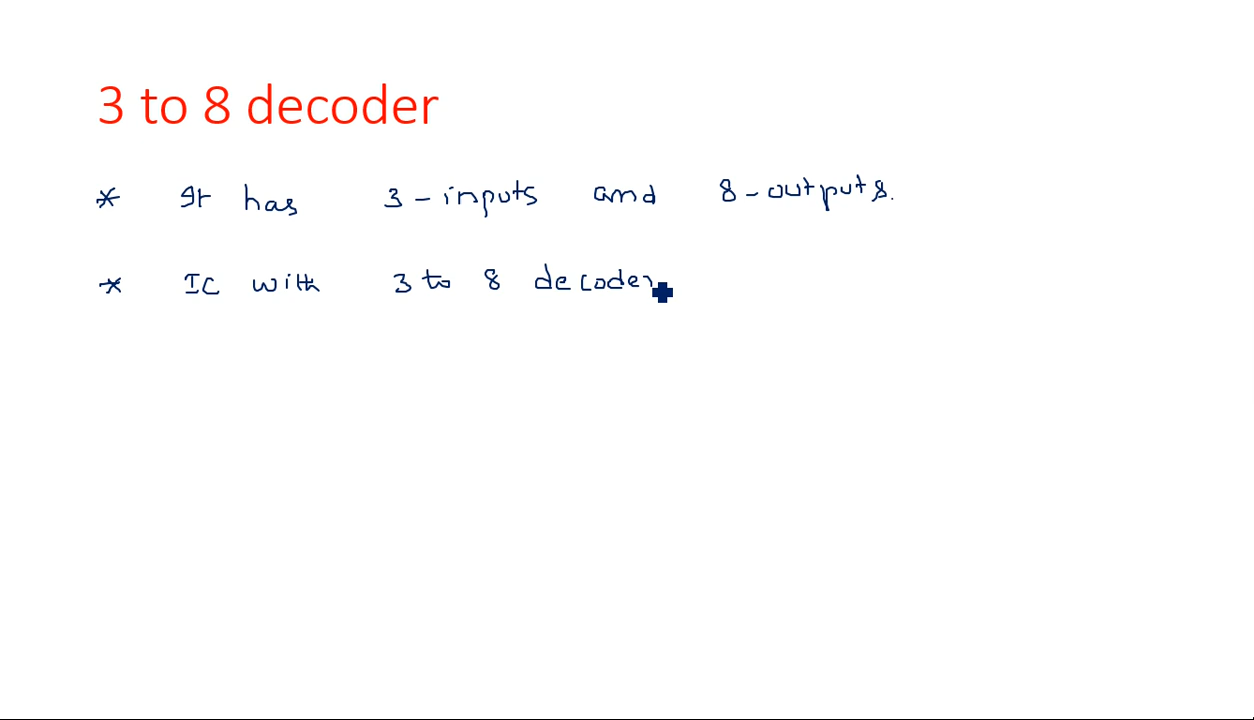 3 to 8 decoder
* It has 3-inputs and 8-outputs.
* IC with 3 to 8 decoder